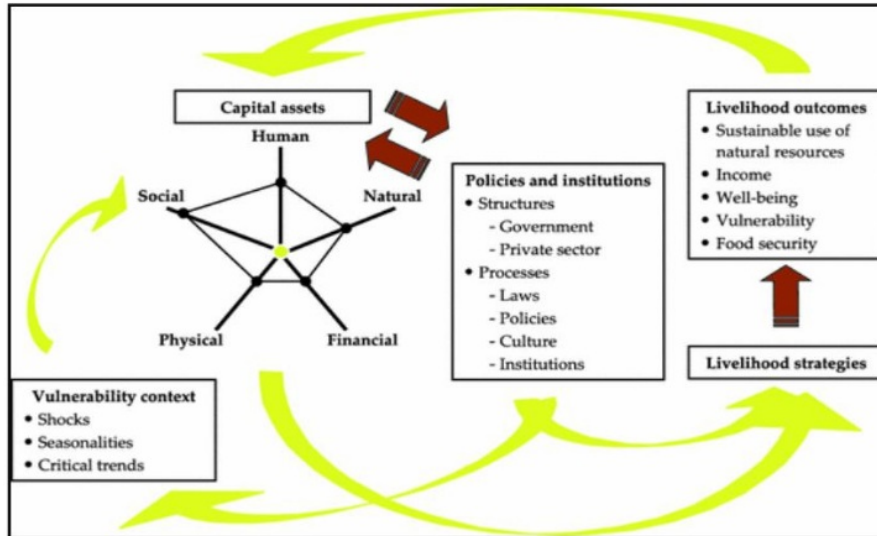 Capital assets
Human
Social
Natural
Physical
Financial
Vulnerability context
• Shocks
• Seasonalities
• Critical trends
Policies and institutions
• Structures
- Government
- Private sector
• Processes
- Laws
- Policies
- Culture
- Institutions
Livelihood outcomes
• Sustainable use of
natural resources
• Income
• Well-being
• Vulnerability
• Food security
Livelihood strategies